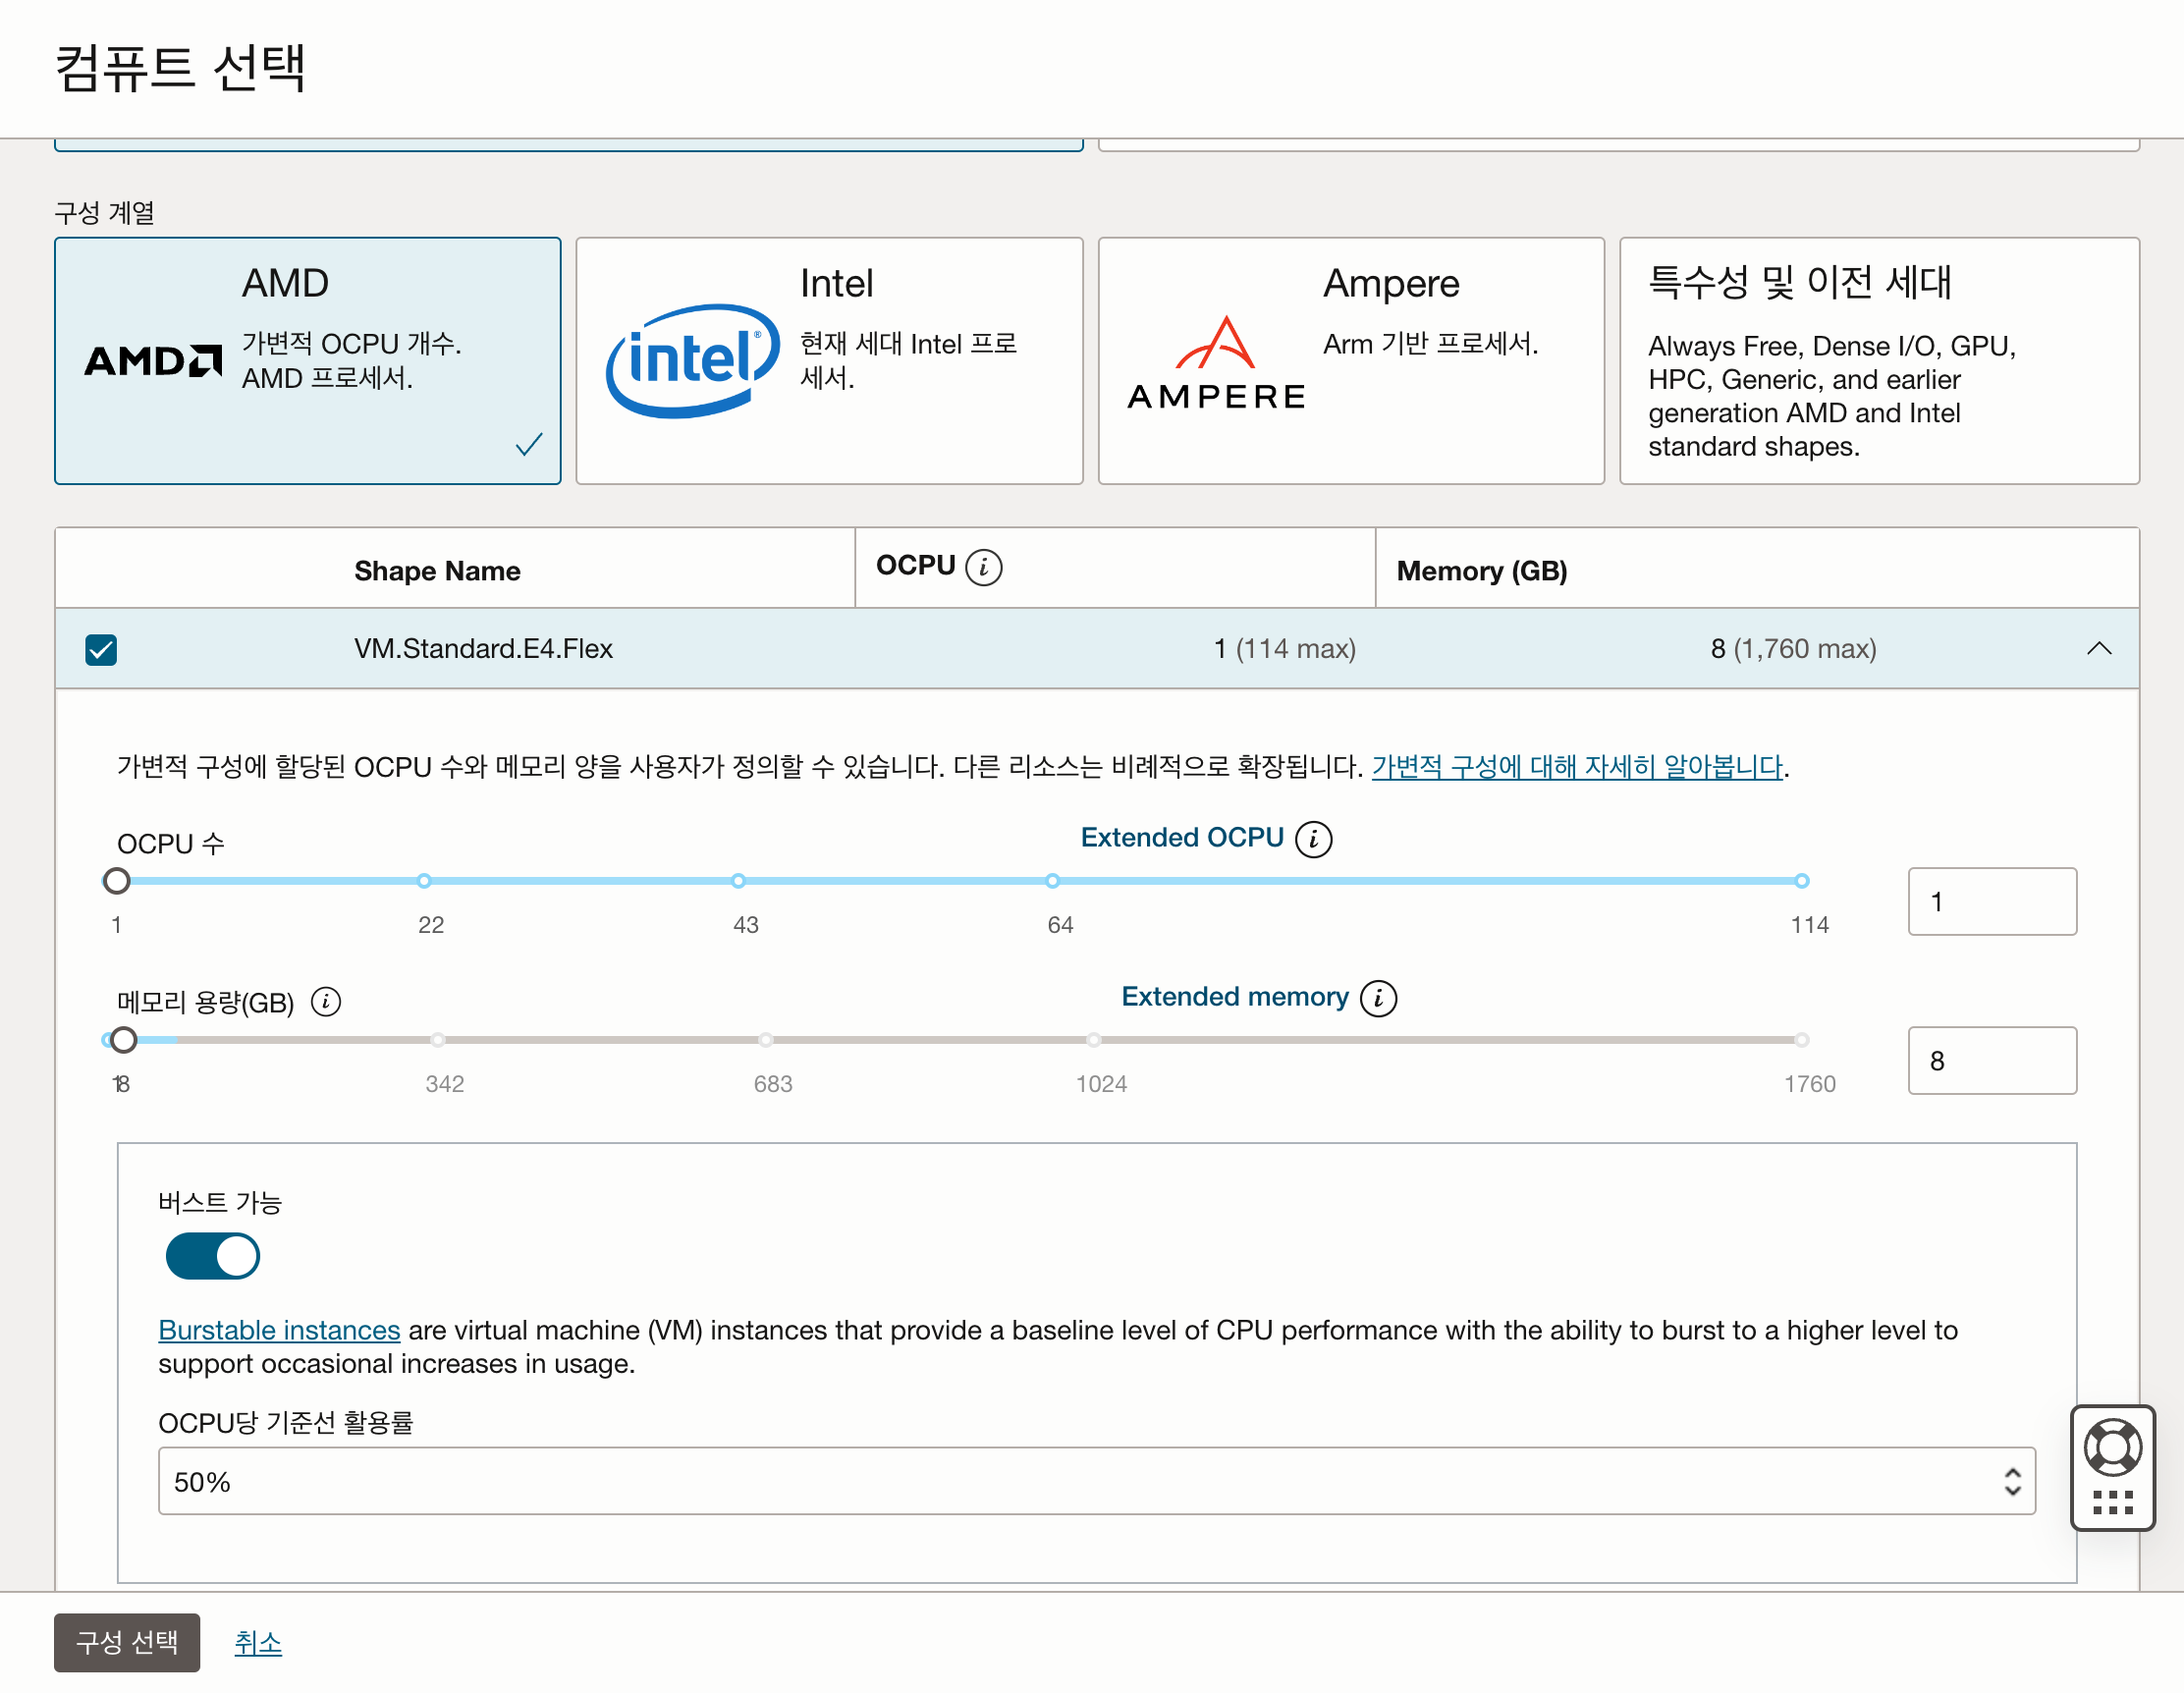 컴퓨트 선택
구성 계열
AMD
AMD
가변적 OCPU 개수.
AMD 프로세서.
Intel
intel®
현재 세대 Intel 프로
세서.
Ampere
AMPERE
Arm 기반 프로세서.
특수성 및 이전 세대
Always Free, Dense I/O, GPU,
HPC, Generic, and earlier
generation AMD and Intel
standard shapes.
Shape Name
OCPU i
Memory (GB)
VM.Standard.E4.Flex
1 (114 max)
8 (1,760 max)
가변적 구성에 할당된 OCPU 수와 메모리 양을 사용자가 정의할 수 있습니다. 다른 리소스는 비례적으로 확장됩니다. 가변적 구성에 대해 자세히 알아봅니다.
OCPU 수
Extended OCPU i
1
22
43
64
114
1
메모리 용량(GB) i
Extended memory i
1
8
342
683
1024
1760
8
버스트 가능
Burstable instances are virtual machine (VM) instances that provide a baseline level of CPU performance with the ability to burst to a higher level to
support occasional increases in usage.
OCPU당 기준선 활용률
50%
구성 선택
취소